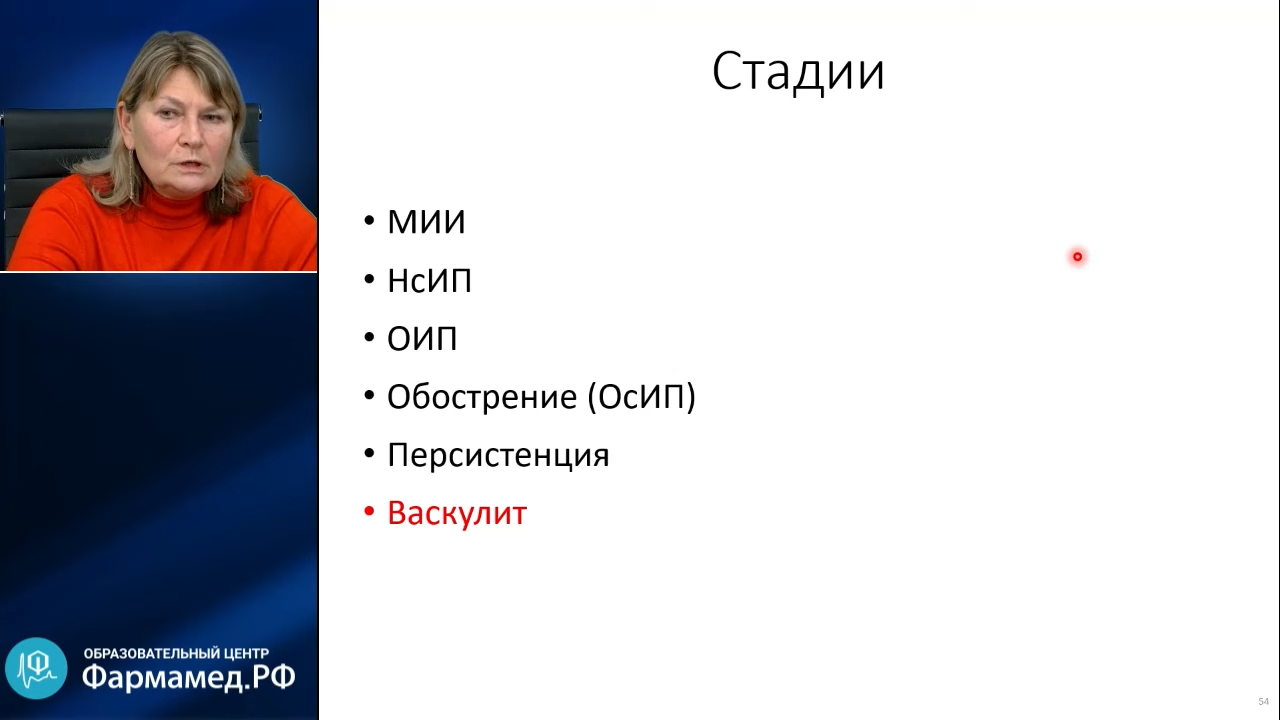 Стадии
• МИИ
• НсИП
• ОИП
• Обострение (ОсИП)
• Персистенция
• Васкулит
ОБРАЗОВАТЕЛЬНЫЙ ЦЕНТР
Фармамед.РФ
54